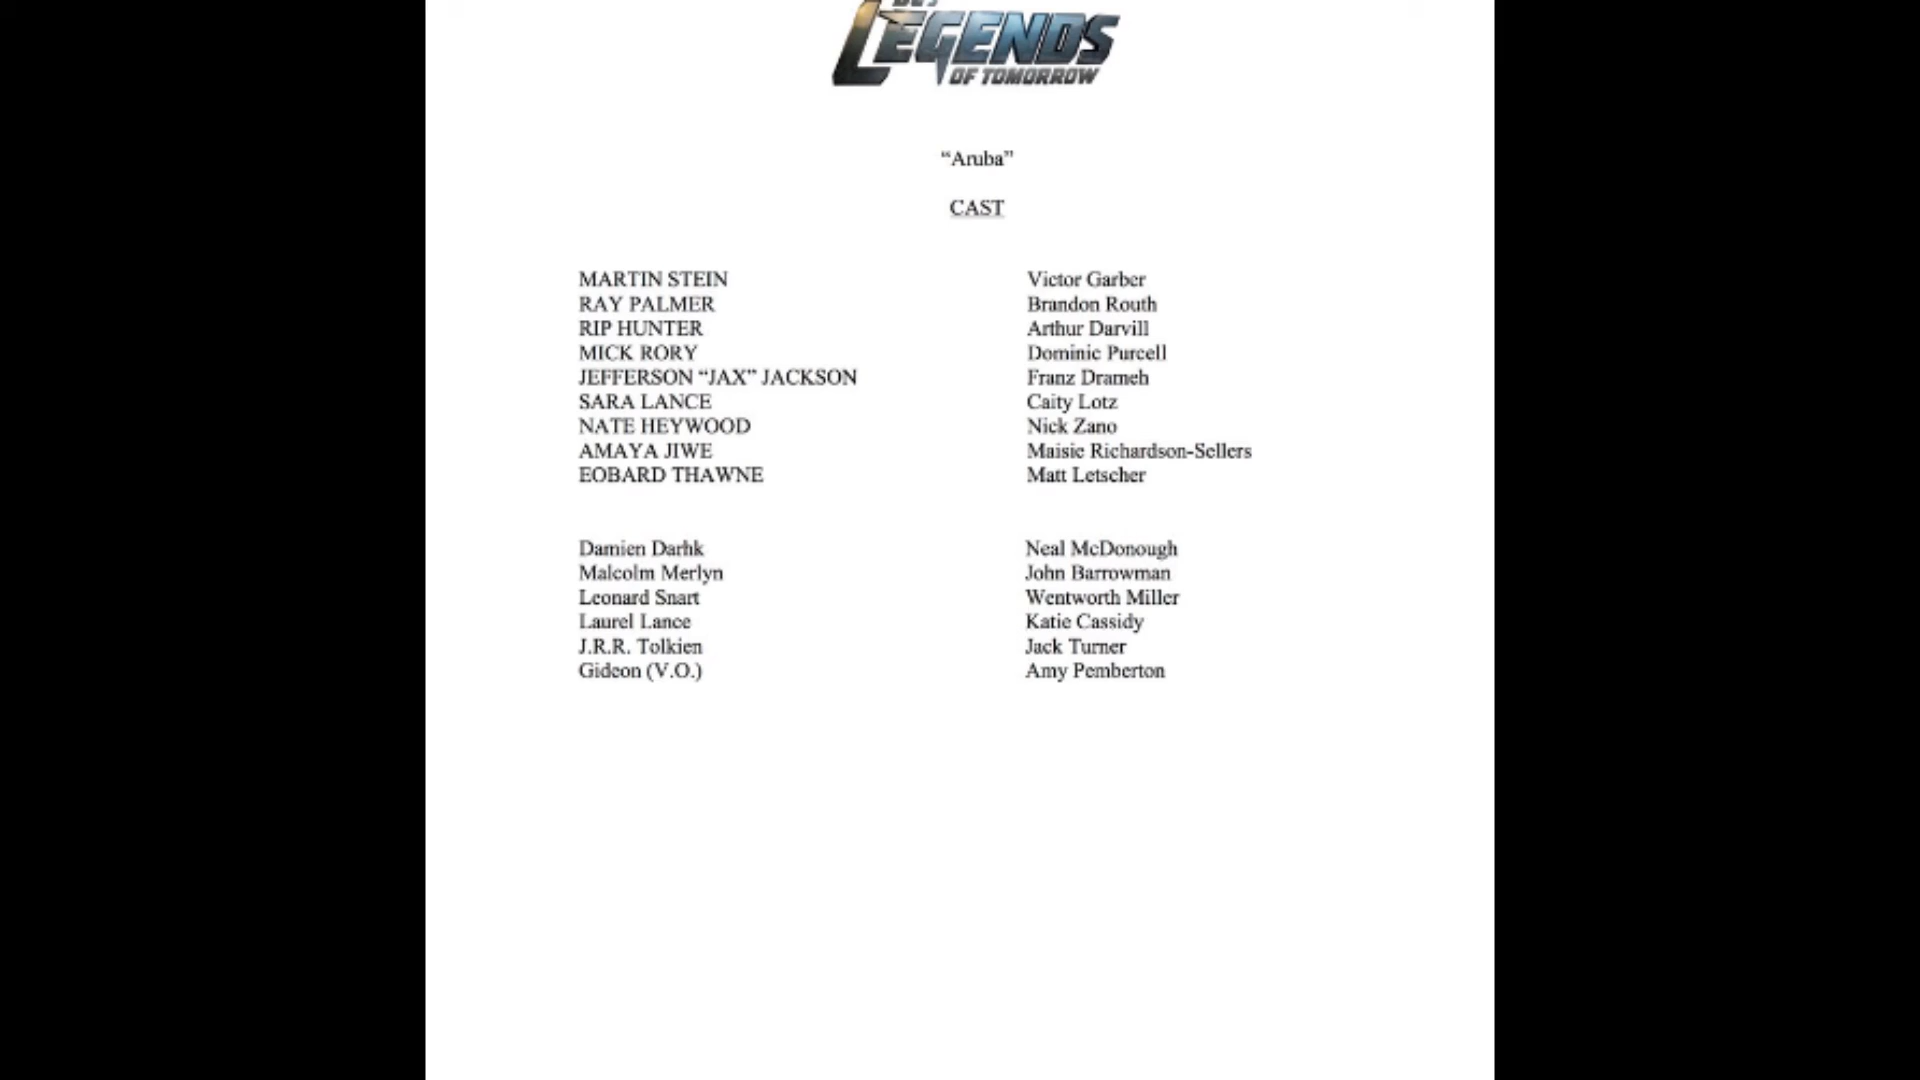 LEGENDS
OF TOMORROW
“Aruba”
CAST
MARTIN STEIN Victor Garber
RAY PALMER Brandon Routh
RIP HUNTER Arthur Darvill
MICK RORY Dominic Purcell
JEFFERSON “JAX” JACKSON Franz Drameh
SARA LANCE Caity Lotz
NATE HEYWOOD Nick Zano
AMAYA JIWE Maisie Richardson-Sellers
EOBARD THAWNE Matt Letscher
Damien Darhk Neal McDonough
Malcolm Merlyn John Barrowman
Leonard Snart Wentworth Miller
Laurel Lance Katie Cassidy
J.R.R. Tolkien Jack Turner
Gideon (V.O.) Amy Pemberton